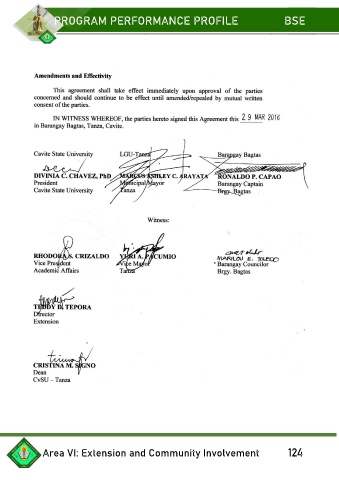 PROGRAM PERFORMANCE PROFILE BSE
Amendments and Effectivity
This agreement shall take effect immediately upon approval of the parties
concerned and should continue to be effect until amended/repealed by mutual written
consent of the parties.
IN WITNESS WHEREOF, the parties hereto signed this Agreement this 29 MAR 2016
in Barangay Bagtas, Tanza, Cavite.
Cavite State University LGU-Tanza Barangay Bagtas
DIVINIA C. CHAVEZ, PhD MARCUS ASHLEY C. ARAYATA RONALDO P. CAPAO
President Municipal Mayor Barangay Captain
Cavite State University Tanza Brgy. Bagtas
Witness:
RHODORA S. CRIZALDO YURI A. PACUMIO MARILOU E. TOLEDO
Vice President Vice Mayor Barangay Councilor
Academic Affairs Tanza Brgy. Bagtas
TEDDY TEPORA
Director
Extension
CRISTINA M. SIGNO
Dean
CvSU – Tanza
Area VI: Extension and Community Involvement 124